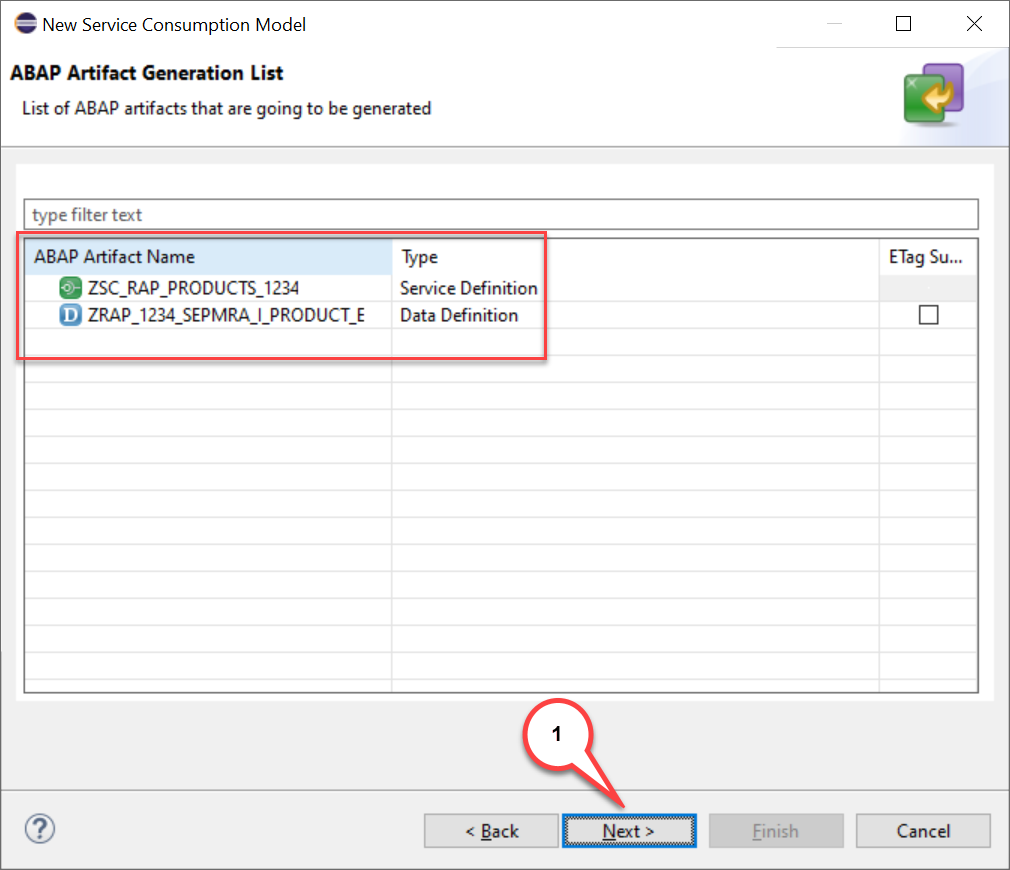 New Service Consumption Model
ABAP Artifact Generation List
List of ABAP artifacts that are going to be generated
type filter text
ABAP Artifact Name Type ETag Su...
ZSC_RAP_PRODUCTS_1234 Service Definition
D ZRAP_1234_SEPMRA_I_PRODUCT_E Data Definition
1
? < Back Next > Finish Cancel